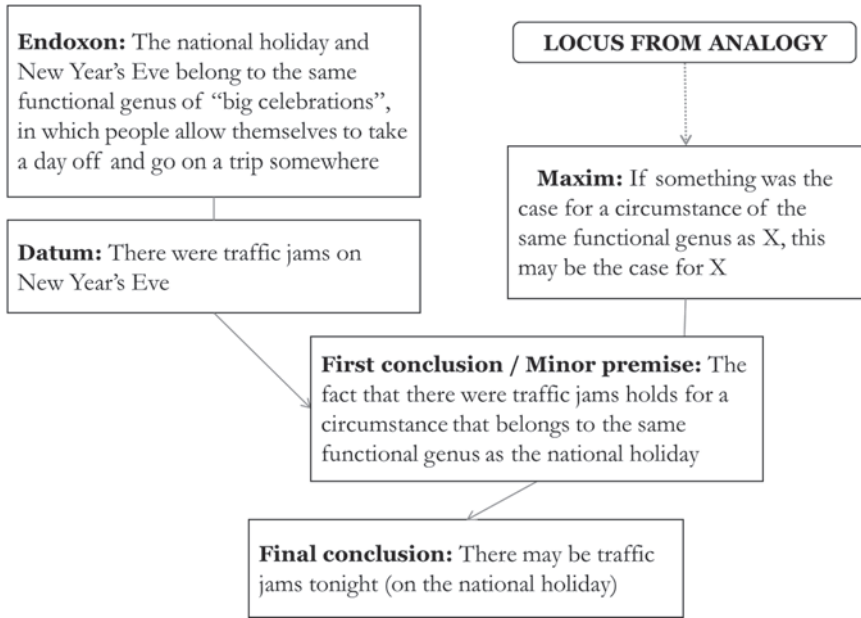 Endoxon: The national holiday and
New Year's Eve belong to the same
functional genus of “big celebrations”,
in which people allow themselves to take
a day off and go on a trip somewhere
Datum: There were traffic jams on
New Year's Eve
LOCUS FROM ANALOGY
Maxim: If something was the
case for a circumstance of the
same functional genus as X, this
may be the case for X
First conclusion / Minor premise: The
fact that there were traffic jams holds for a
circumstance that belongs to the same
functional genus as the national holiday
Final conclusion: There may be traffic
jams tonight (on the national holiday)